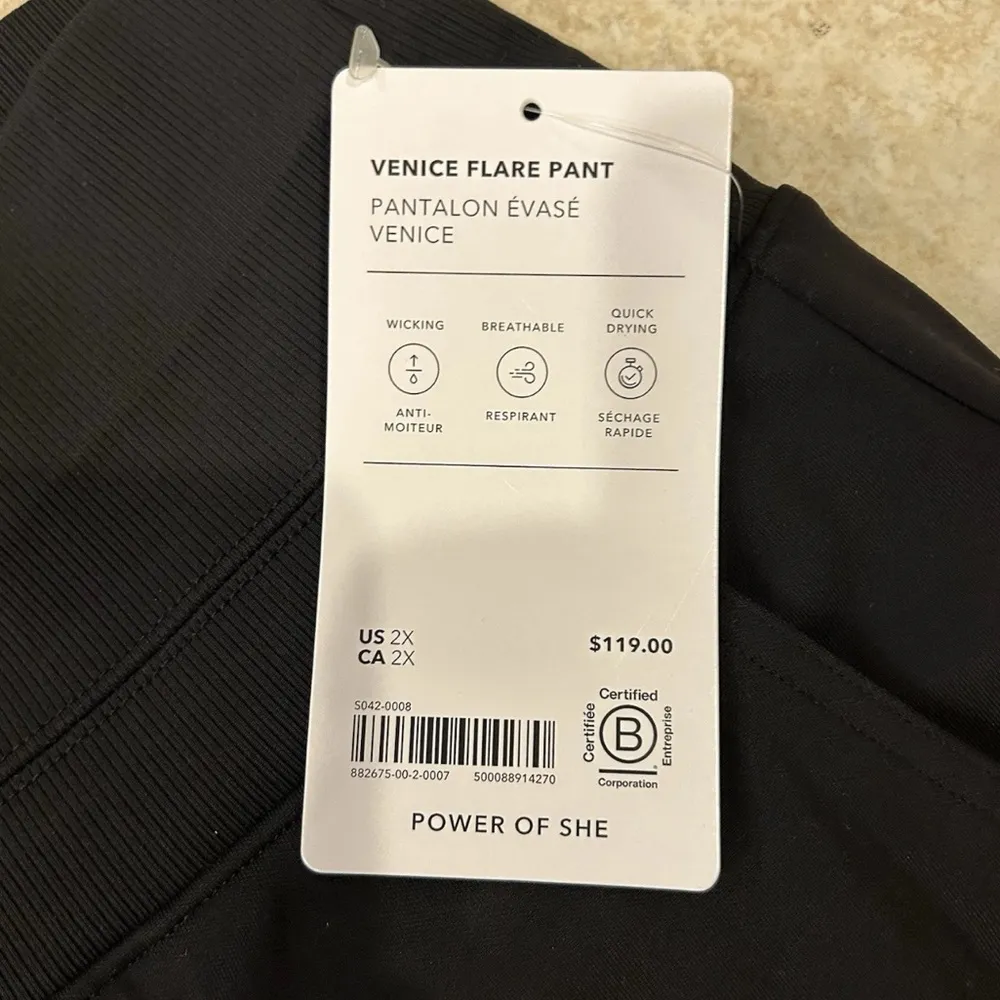 VENICE FLARE PANT
PANTALON ÉVASÉ
VENICE
WICKING
ANTI-
MOITEUR
BREATHABLE
RESPIRANT
QUICK
DRYING
SÉCHAGE
RAPIDE
US 2X
CA 2X
$119.00
S042-0008
882675-00-2-0007 500088914270
Certified
Certifiée
B
Entreprise
Corporation
POWER OF SHE